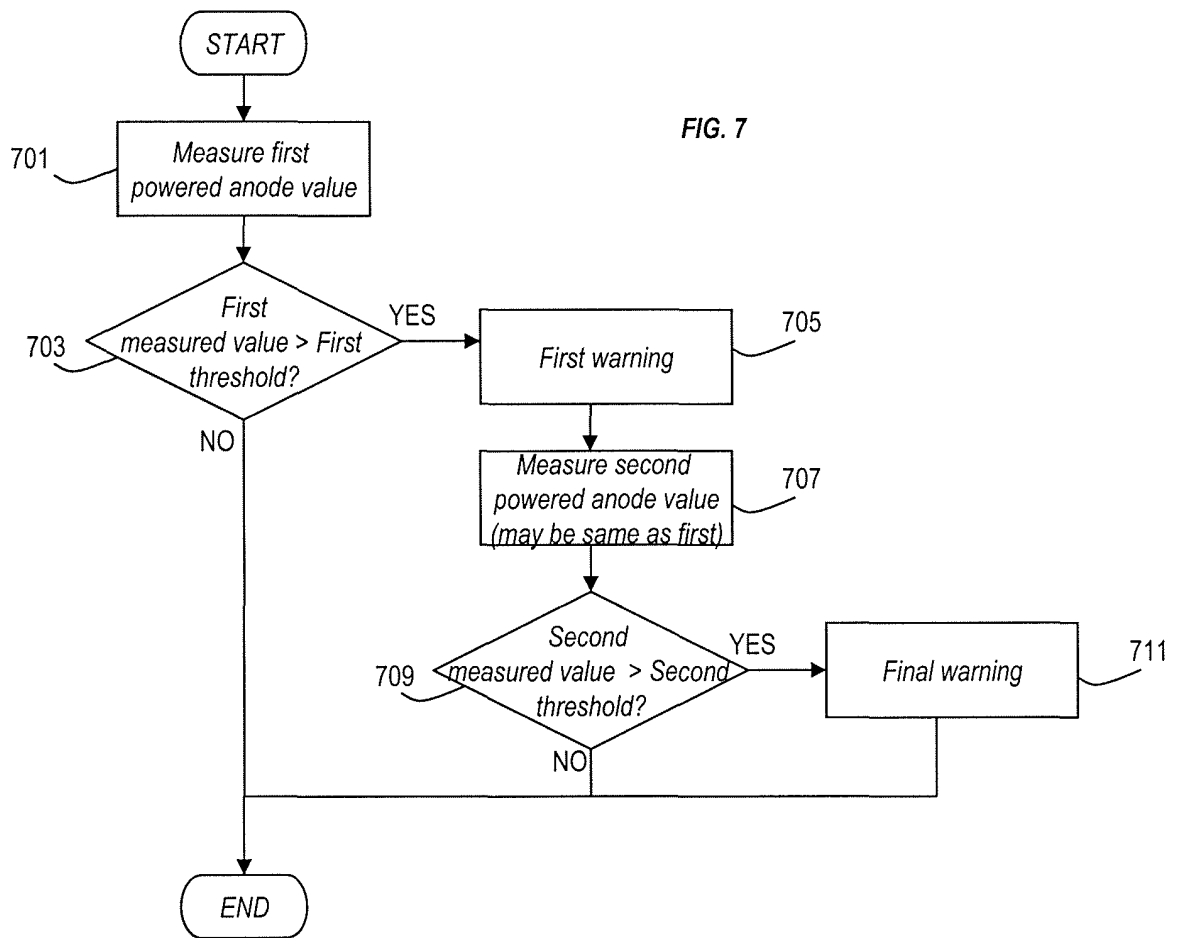 START
FIG. 7
701
Measure first
powered anode value
First
measured value > First
threshold?
703
YES
NO
First warning
705
Measure second
powered anode value
(may be same as first)
707
Second
measured value > Second
threshold?
709
YES
NO
Final warning
711
END